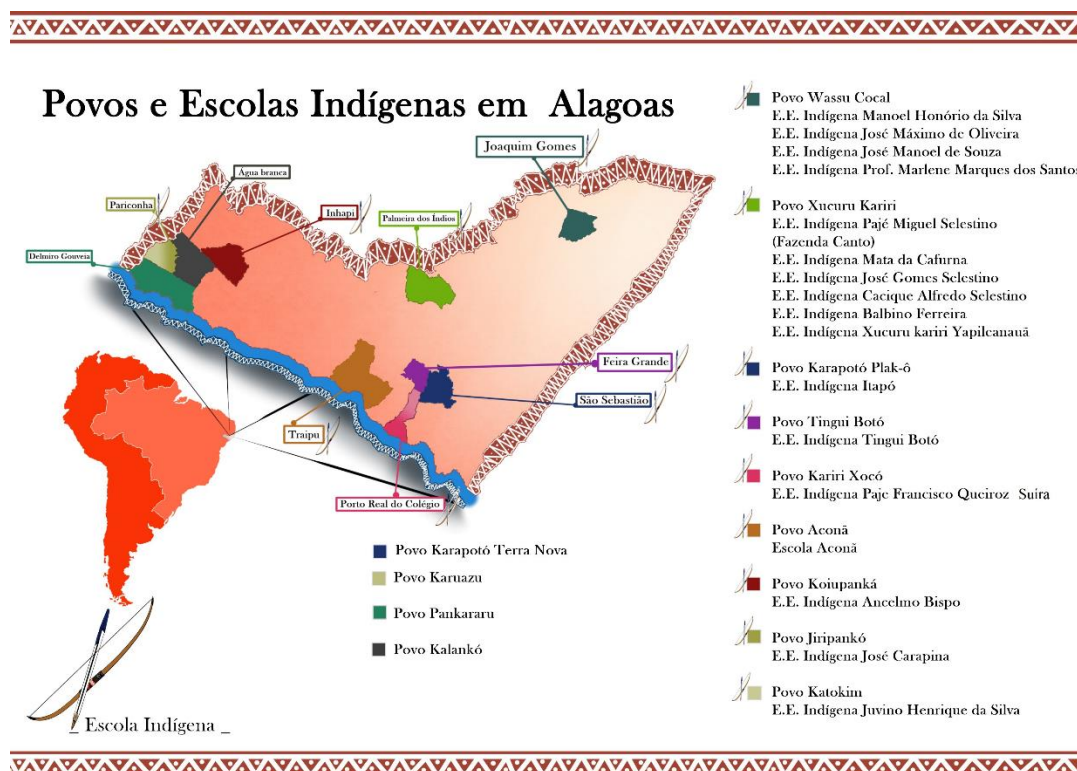 Povos e Escolas Indígenas em Alagoas
Joaquim Gomes
Agua branca
Pariconha
Inhapi
Palmeira dos Índios
Delmiro Gouveia
Feira Grande
São Sebastião
Traipu
Porto Real do Colégio
Povo Karapotó Terra Nova
Povo Karuazu
Povo Pankararu
Povo Kalankó
_ Escola Indígena _
Povo Wassu Cocal
E.E. Indígena Manoel Honório da Silva
E.E. Indígena José Máximo de Oliveira
E.E. Indígena José Manoel de Souza
E.E. Indígena Prof. Marlene Marques dos Santos
Povo Xucuru Kariri
E.E. Indígena Pajé Miguel Selestino
(Fazenda Canto)
E.E. Indígena Mata da Cafurna
E.E. Indígena José Gomes Selestino
E.E. Indígena Cacique Alfredo Selestino
E.E. Indígena Balbino Ferreira
E.E. Indígena Xucuru kariri Yapilcanauã
Povo Karapotó Plak-ô
E.E. Indígena Itapó
Povo Tingui Botó
E.E. Indígena Tingui Botó
Povo Kariri Xocó
E.E. Indígena Paje Francisco Queiroz Suíra
Povo Aconã
Escola Aconã
Povo Koiupanká
E.E. Indígena Ancelmo Bispo
Povo Jiripankó
E.E. Indígena José Carapina
Povo Katokim
E.E. Indígena Juvino Henrique da Silva